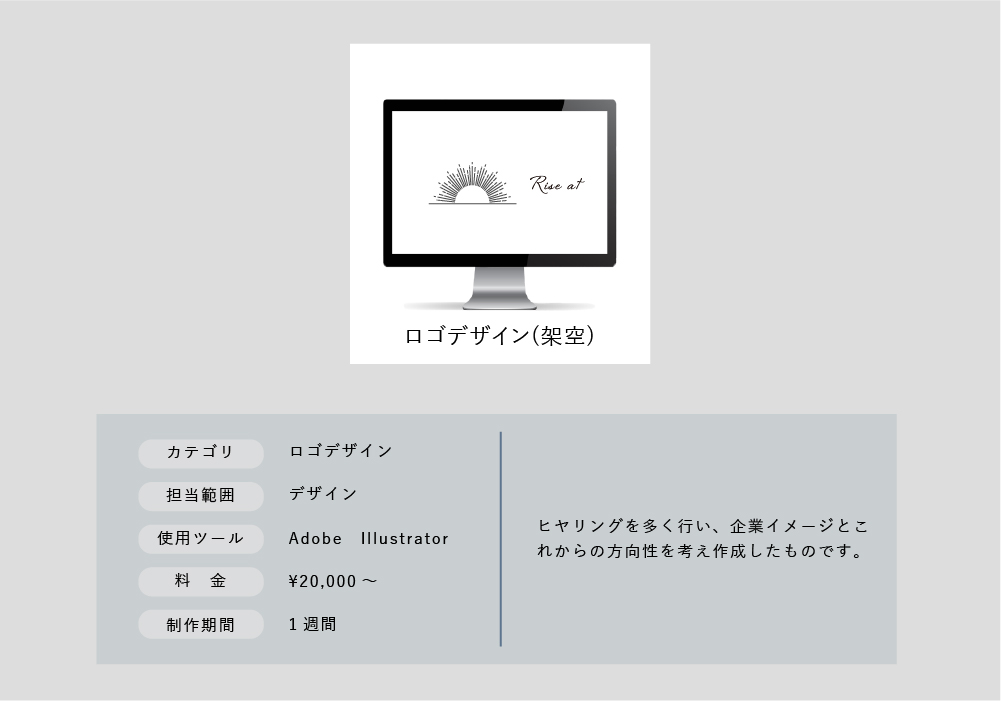 Rise at
ロゴデザイン(架空)
カテゴリ ロゴデザイン
担当範囲 デザイン
使用ツール Adobe　Illustrator
料　金 ¥20,000～
制作期間 1週間
ヒヤリングを多く行い、企業イメージとこ
れからの方向性を考え作成したものです。